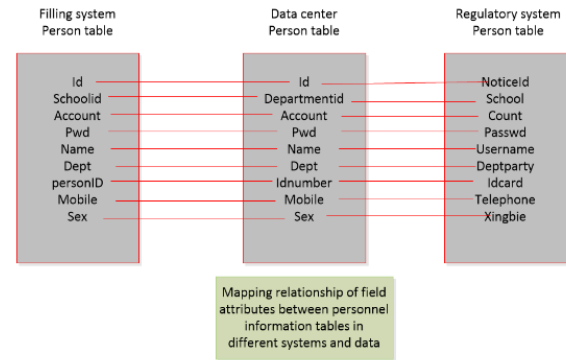 Filling system
Person table
Data center
Person table
Regulatory system
Person table
Id
Schoolid
Account
Pwd
Name
Dept
personID
Mobile
Sex
Id
Departmentid
Account
Pwd
Name
Dept
Idnumber
Mobile
Sex
NoticeId
School
Count
Passwd
Username
Deptparty
Idcard
Telephone
Xingbie
Mapping relationship of field
attributes between personnel
information tables in
different systems and data